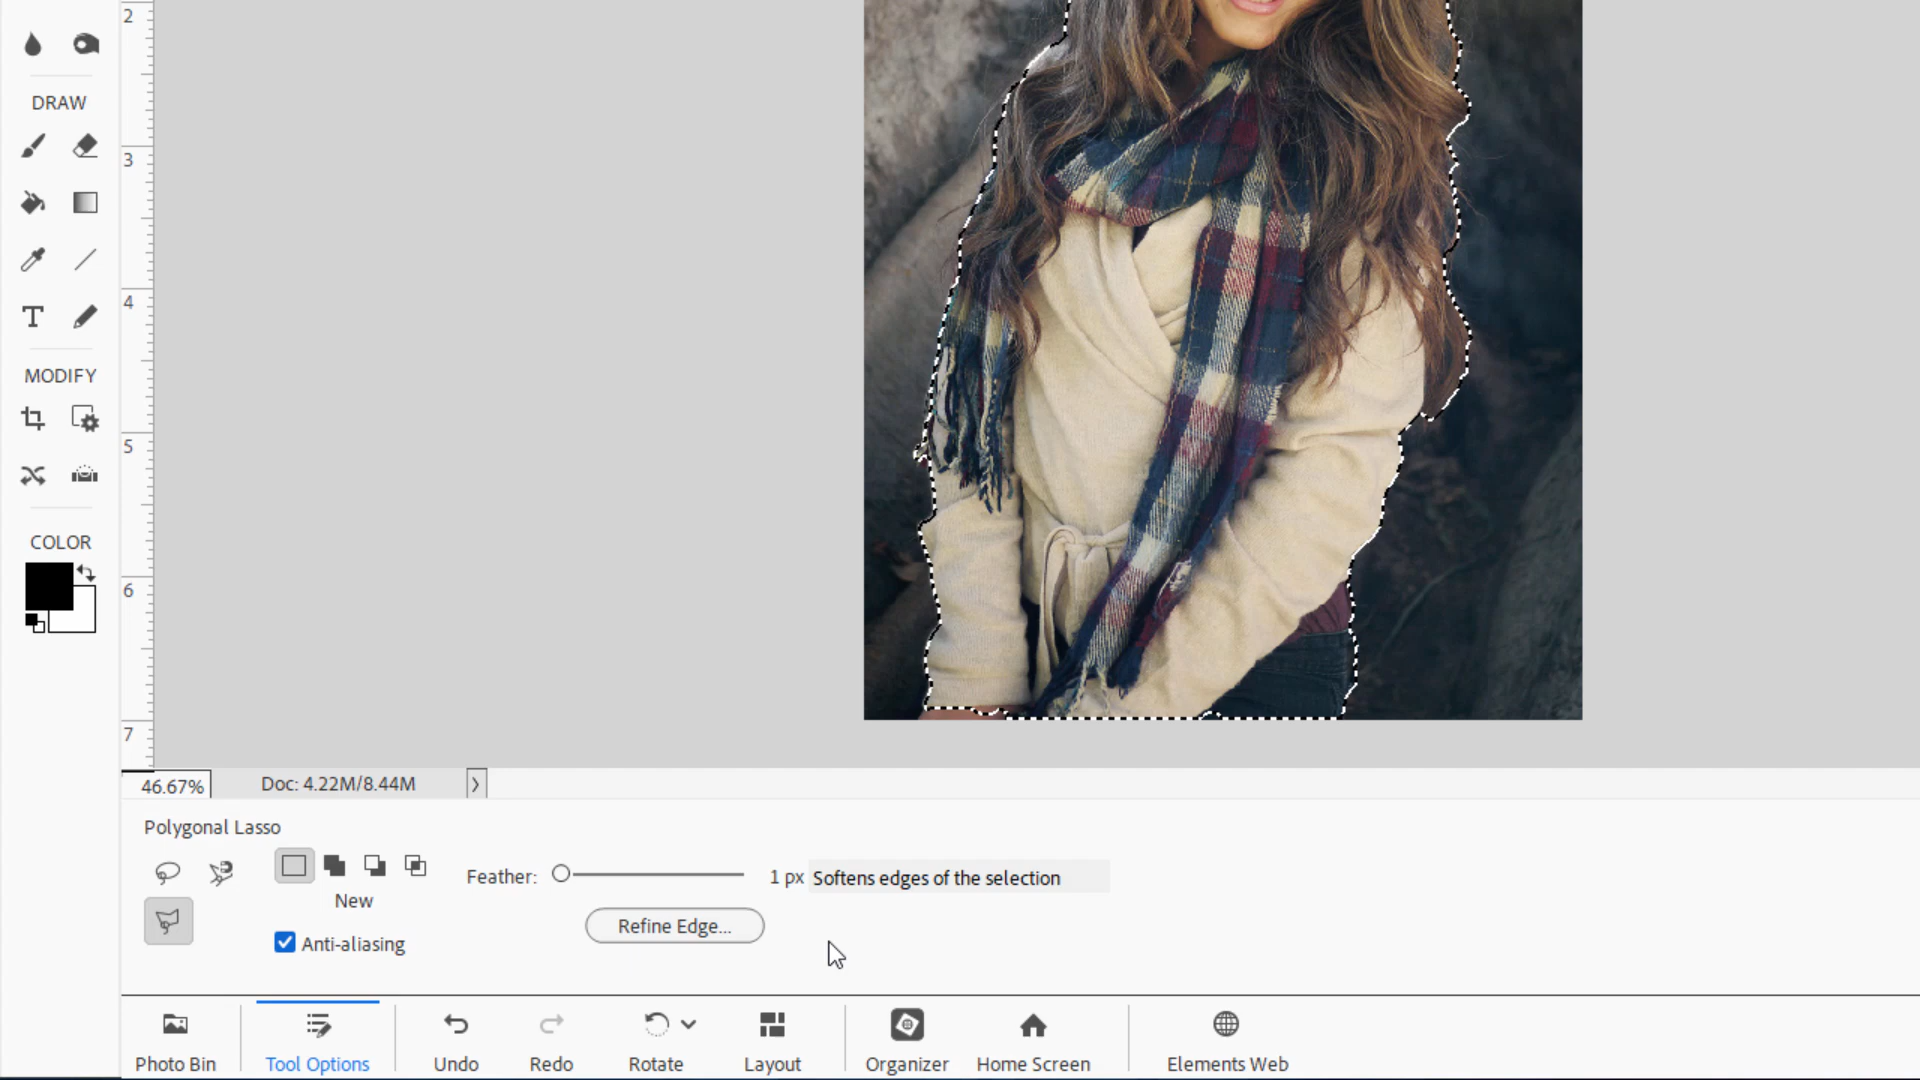 2
DRAW
3
4
MODIFY
5
COLOR
6
7
46.67%
Doc: 4.22M/8.44M
Polygonal Lasso
Feather:
1 px
Softens edges of the selection
New
Refine Edge...
Anti-aliasing
Photo Bin
Tool Options
Undo
Redo
Rotate
Layout
Organizer
Home Screen
Elements Web